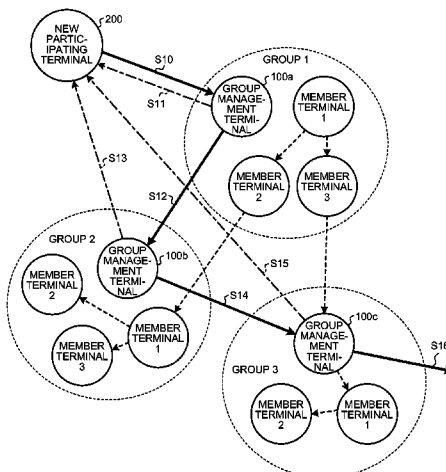 200
NEW
PARTIC-
IPATING
TERMINAL
S10
S11
GROUP 1
100a
GROUP
MANAGE-
MENT
TERMI-
NAL
MEMBER
TERMINAL
1
MEMBER
TERMINAL
2
MEMBER
TERMINAL
3
S13
S12
GROUP 2
100b
GROUP
MANAGE-
MENT
TERMI-
NAL
MEMBER
TERMINAL
2
MEMBER
TERMINAL
1
MEMBER
TERMINAL
3
S14
S15
100c
GROUP
MANAGE-
MENT
TERMI-
NAL
S16
GROUP 3
MEMBER
TERMINAL
2
MEMBER
TERMINAL
1